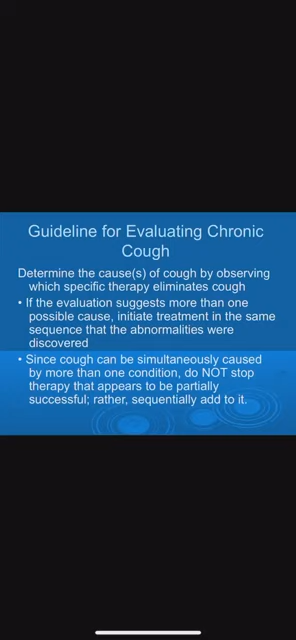 Guideline for Evaluating Chronic
Cough
Determine the cause(s) of cough by observing
which specific therapy eliminates cough
• If the evaluation suggests more than one
possible cause, initiate treatment in the same
sequence that the abnormalities were
discovered
• Since cough can be simultaneously caused
by more than one condition, do NOT stop
therapy that appears to be partially
successful; rather, sequentially add to it.